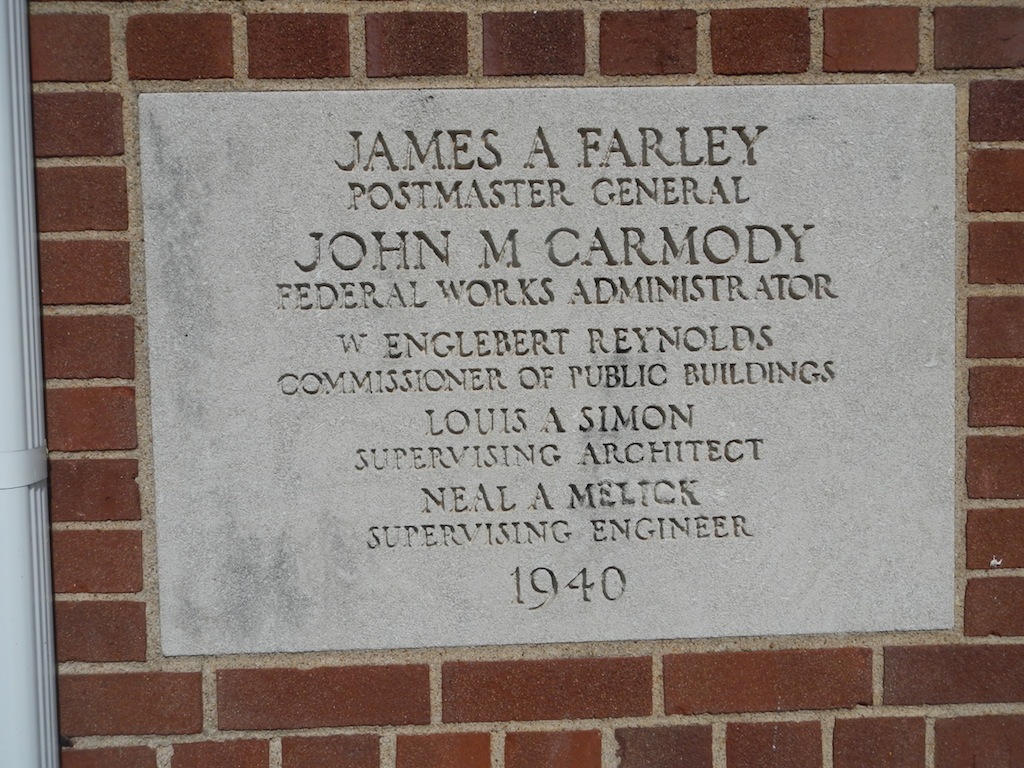 JAMES A FARLEY
POSTMASTER GENERAL
JOHN M CARMODY
FEDERAL WORKS ADMINISTRATOR
W ENGLEBERT REYNOLDS
COMMISSIONER OF PUBLIC BUILDINGS
LOUIS A SIMON
SUPERVISING ARCHITECT
NEAL A MELICK
SUPERVISING ENGINEER
1940